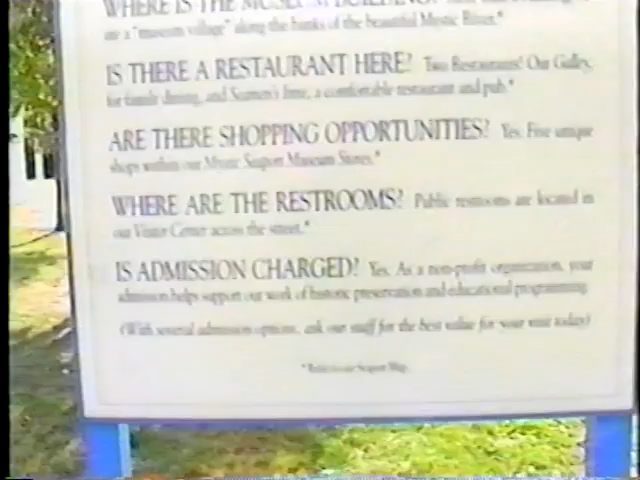 WHERE IS THE MUSEUM BUILDING?
are a "museum village" along the banks of the beautiful Mystic River.*
IS THERE A RESTAURANT HERE? Two Restaurants! Our Galley,
for family dining, and Seamen's Inne, a comfortable restaurant and pub.*
ARE THERE SHOPPING OPPORTUNITIES? Yes. Five unique
shops within our Mystic Seaport Museum Stores.*
WHERE ARE THE RESTROOMS? Public restrooms are located in
our Visitor Center across the street.*
IS ADMISSION CHARGED? Yes. As a non-profit organization, your
admission helps support our work of historic preservation and educational programming.
(With several admission options, ask our staff for the best value for your visit today)